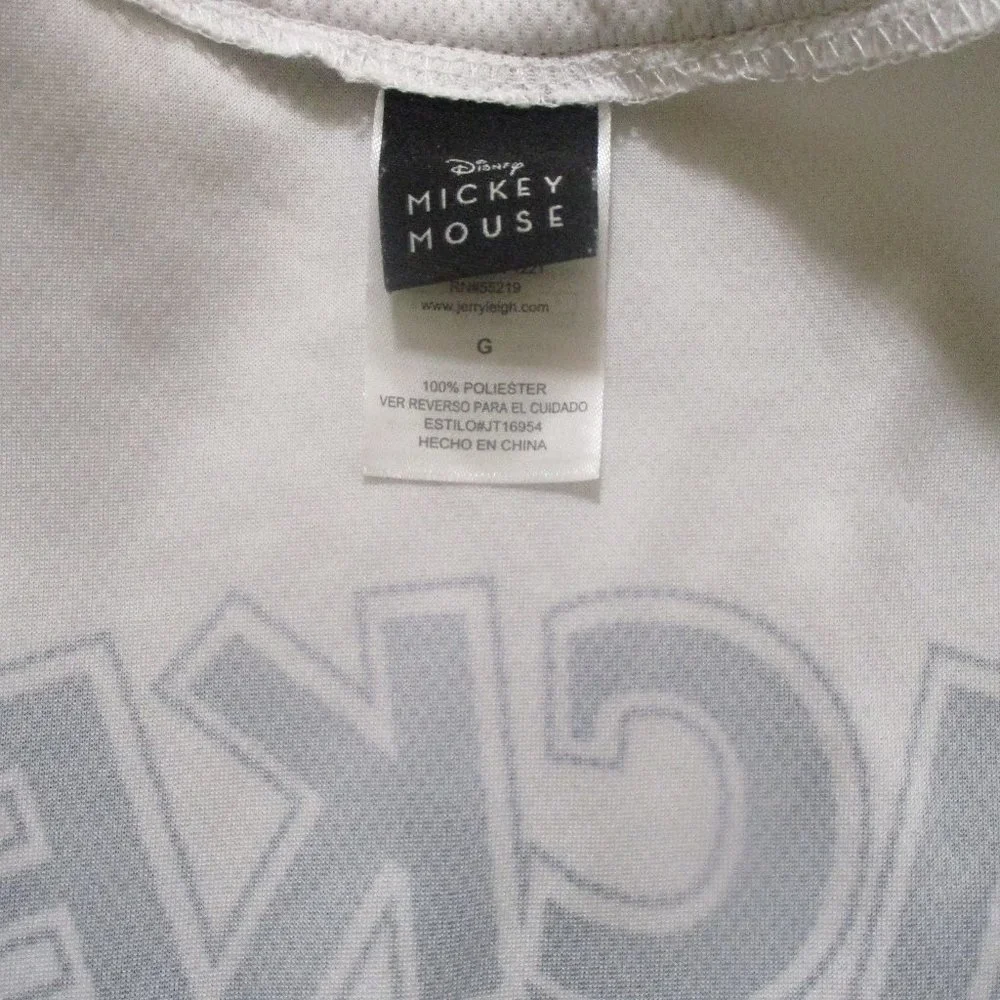 Disney
MICKEY
MOUSE
221
RN#55219
www.jerryleigh.com
G
100% POLIESTER
VER REVERSO PARA EL CUIDADO
ESTILO#JT16954
HECHO EN CHINA